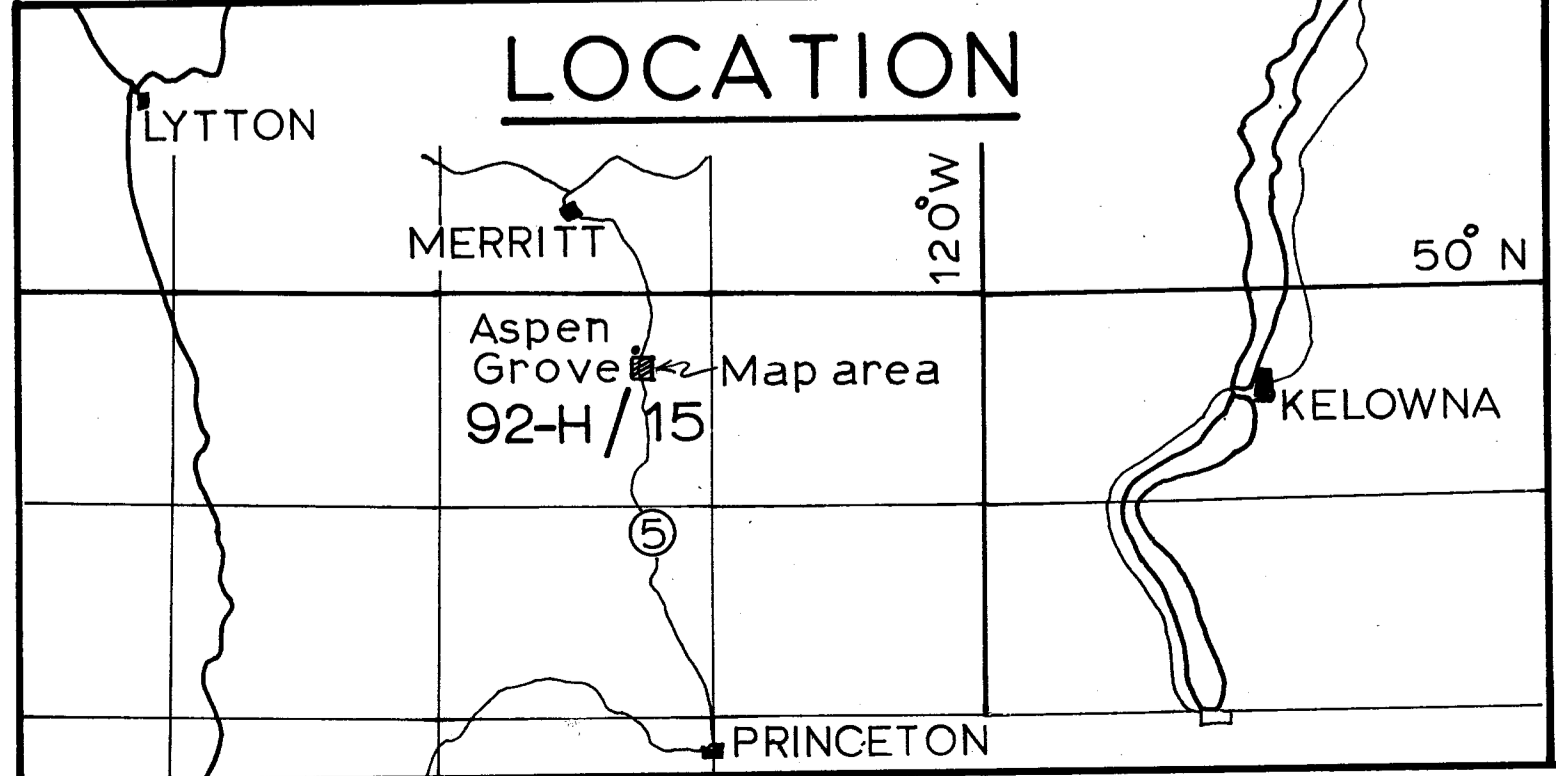 LOCATION
LYTTON
120°W
MERRITT
50° N
Aspen
Grove
Map area
92-H/15
KELOWNA
5
PRINCETON